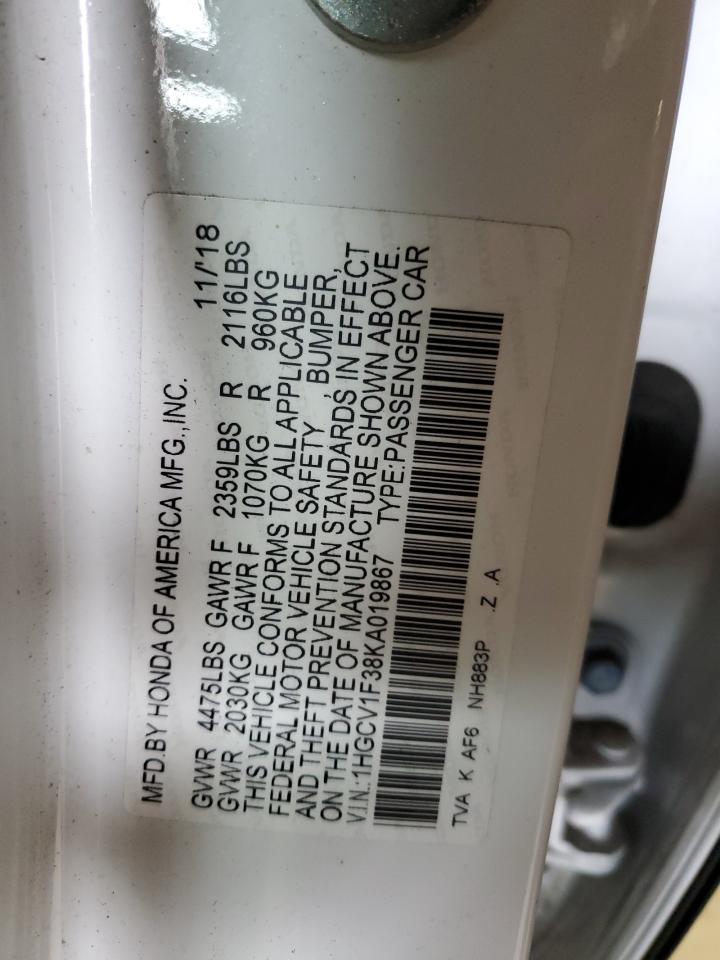 MFD.BY HONDA OF AMERICA MFG.,INC. 11/'18
GVWR 4475LBS GAWR F 2359LBS R 2116LBS
GVWR 2030KG GAWR F 1070KG R 960KG
THIS VEHICLE CONFORMS TO ALL APPLICABLE
FEDERAL MOTOR VEHICLE SAFETY , BUMPER,
AND THEFT PREVENTION STANDARDS IN EFFECT
ON THE DATE OF MANUFACTURE SHOWN ABOVE.
V.I.N.:1HGCV1F38KA019867 TYPE:PASSENGER CAR
TVA K AF6 NH883P .Z .A